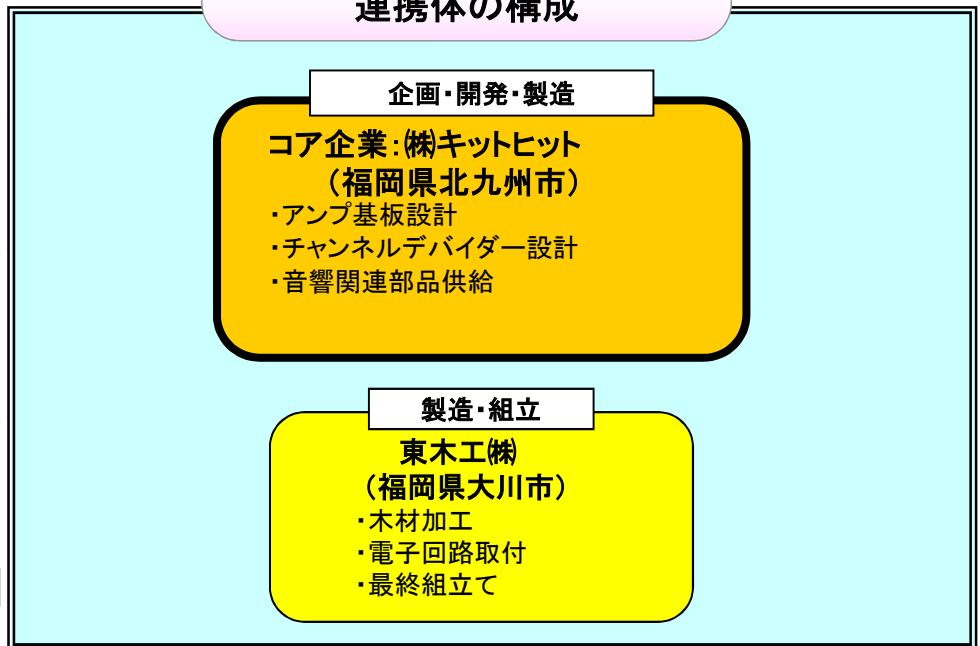 連携体の構成
企画・開発・製造
コア企業:㈱キットヒット
(福岡県北九州市)
・アンプ基板設計
・チャンネルデバイダー設計
・音響関連部品供給
製造・組立
東木工㈱
(福岡県大川市)
・木材加工
・電子回路取付
・最終組立て